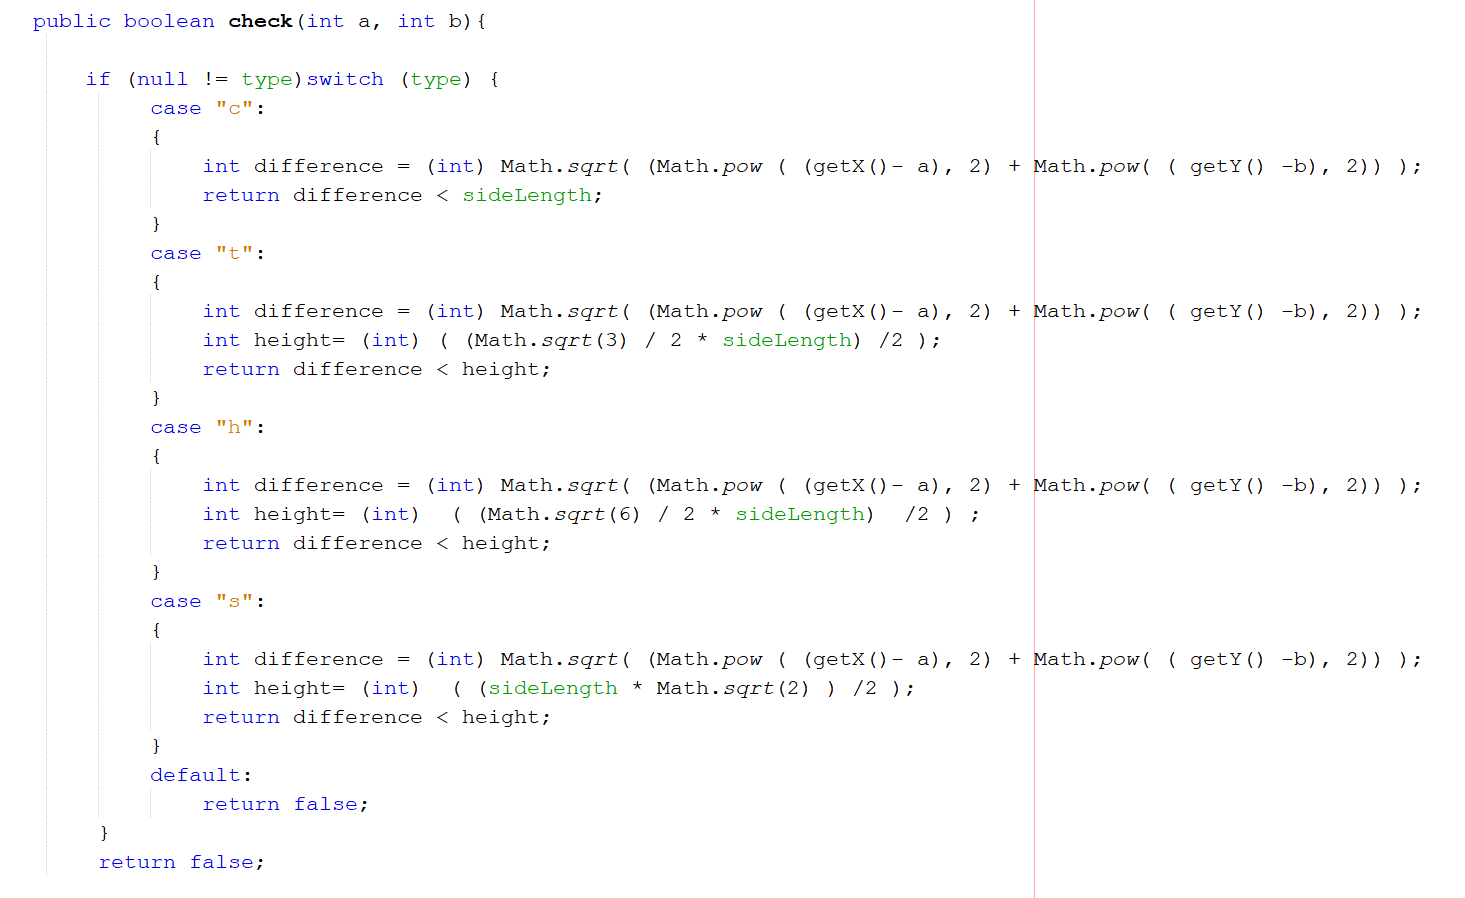 public boolean check(int a, int b){
if (null != type)switch (type) {
case "c":
{
int difference = (int) Math.sqrt( (Math.pow ( (getX()- a), 2) + Math.pow( ( getY() -b), 2)) );
return difference < sideLength;
}
case "t":
{
int difference = (int) Math.sqrt( (Math.pow ( (getX()- a), 2) + Math.pow( ( getY() -b), 2)) );
int height= (int) ( (Math.sqrt(3) / 2 * sideLength) /2 );
return difference < height;
}
case "h":
{
int difference = (int) Math.sqrt( (Math.pow ( (getX()- a), 2) + Math.pow( ( getY() -b), 2)) );
int height= (int)  ( (Math.sqrt(6) / 2 * sideLength)  /2 ) ;
return difference < height;
}
case "s":
{
int difference = (int) Math.sqrt( (Math.pow ( (getX()- a), 2) + Math.pow( ( getY() -b), 2)) );
int height= (int)  ( (sideLength * Math.sqrt(2) ) /2 );
return difference < height;
}
default:
return false;
}
return false;